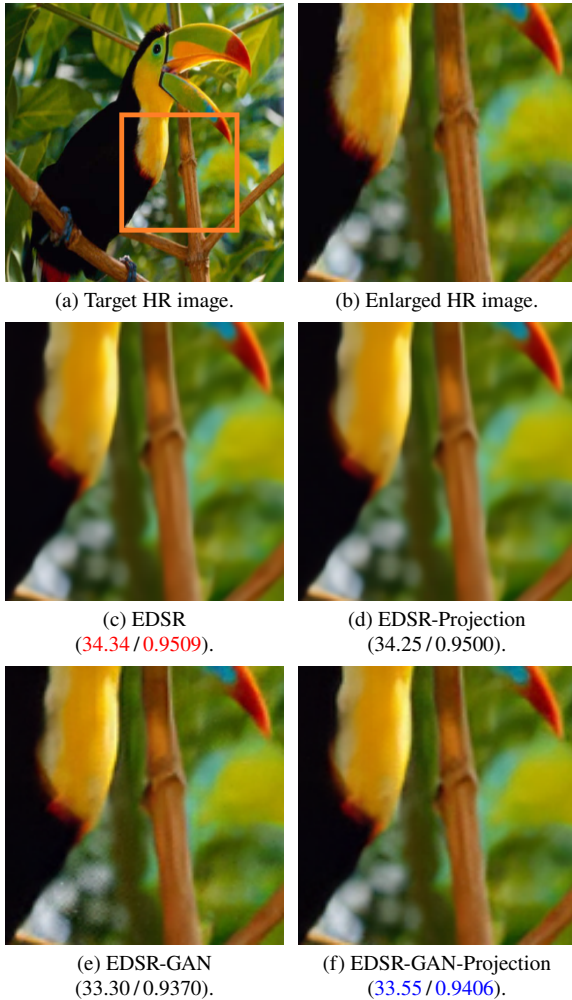 (a) Target HR image.
(b) Enlarged HR image.
(c) EDSR
(34.34 / 0.9509).
(d) EDSR-Projection
(34.25 / 0.9500).
(e) EDSR-GAN
(33.30 / 0.9370).
(f) EDSR-GAN-Projection
(33.55 / 0.9406).